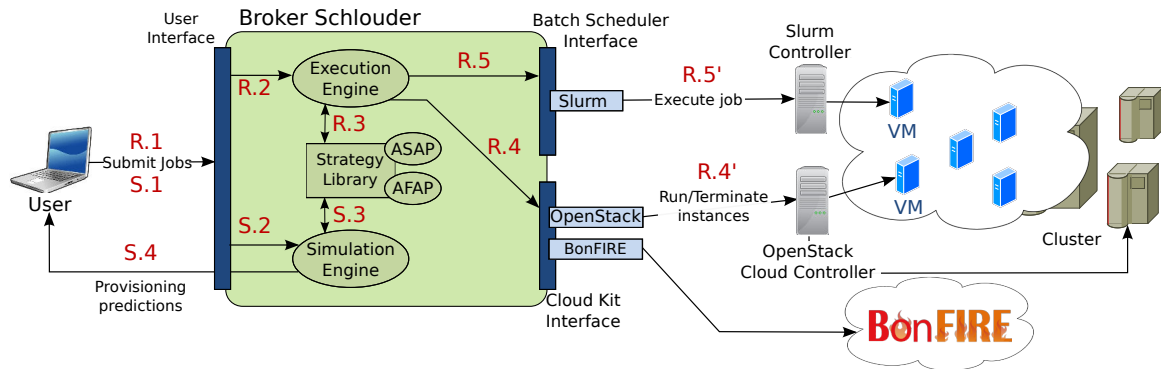 Broker Schlouder
User
Interface
Batch Scheduler
Interface
Slurm
Controller
Execution
Engine
R.5
R.2
R.5'
Slurm
Execute job
VM
R.3
R.1
Submit Jobs
S.1
Strategy
Library
ASAP
AFAP
R.4
R.4'
Run/Terminate
instances
VM
User
S.2
S.3
OpenStack
BonFIRE
Simulation
Engine
S.4
Provisioning
predictions
OpenStack
Cloud Controller
Cluster
Cloud Kit
Interface
BonFIRE